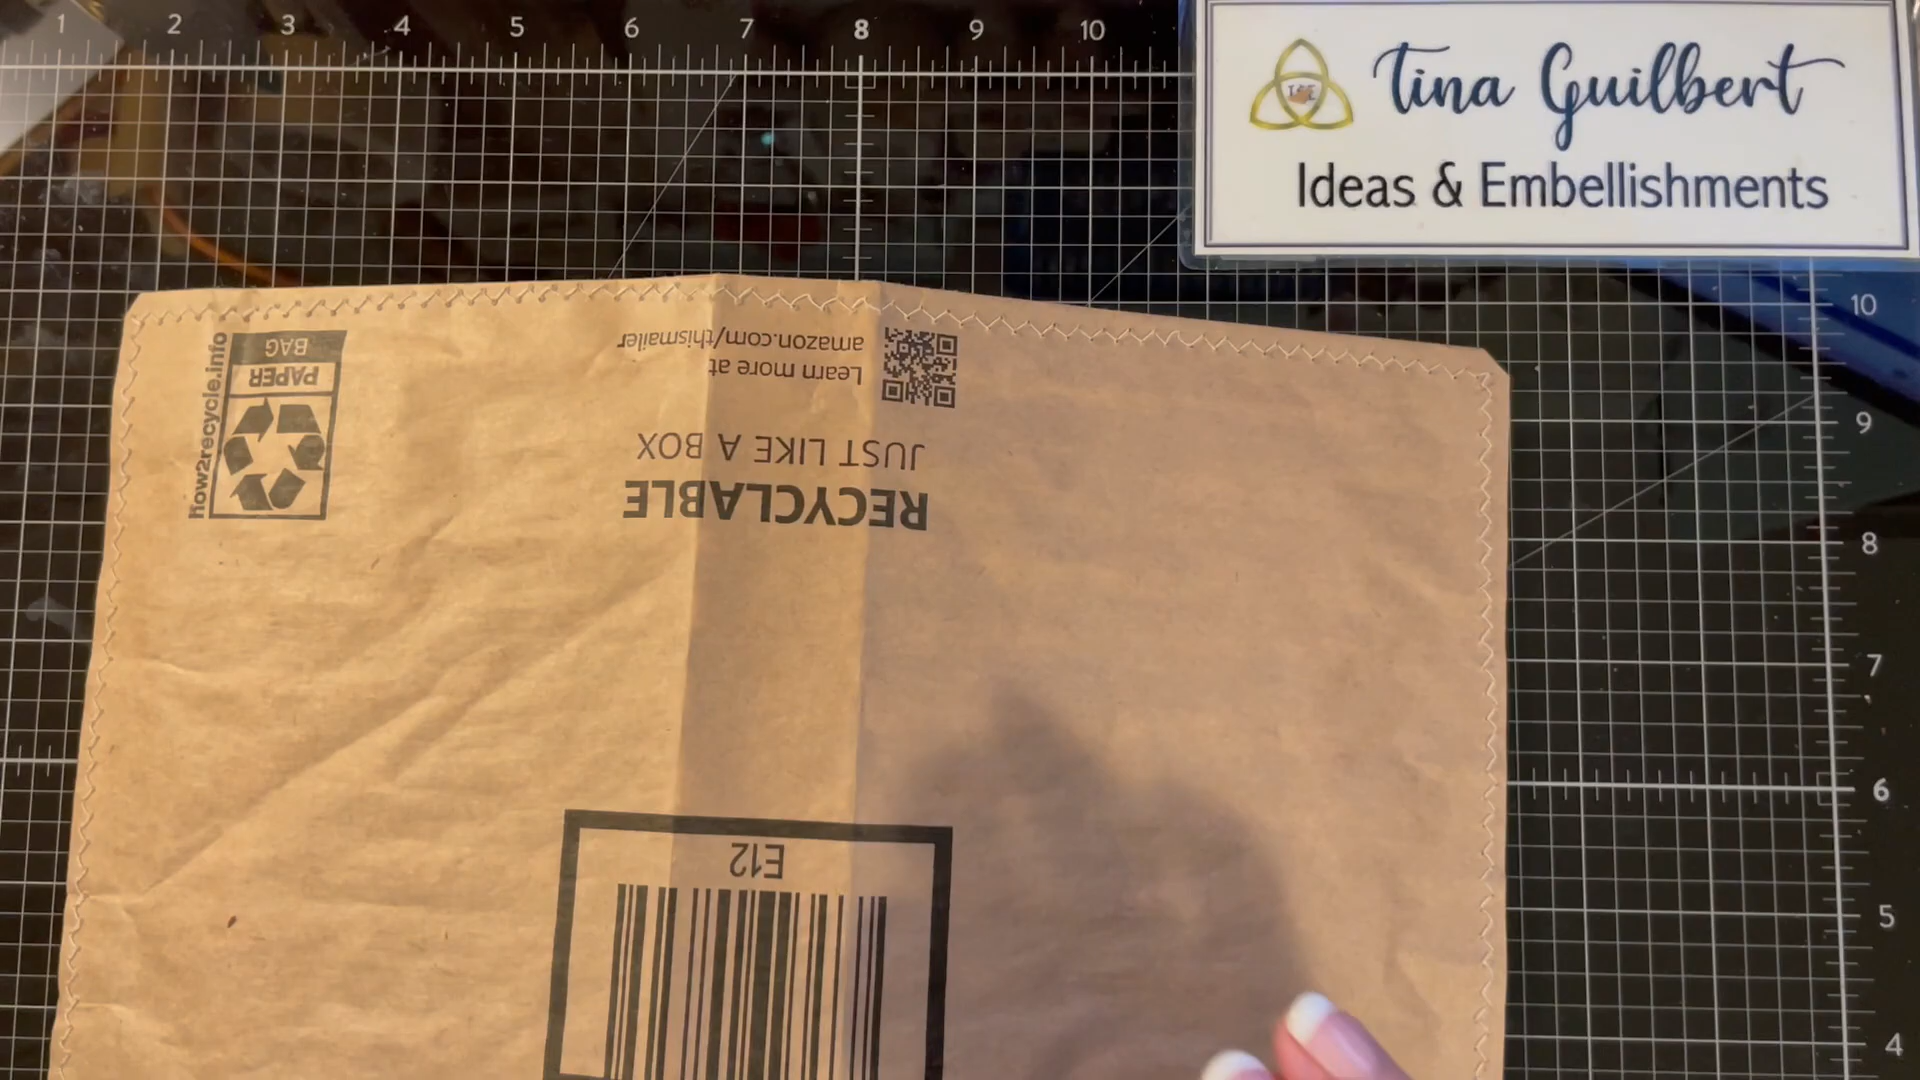 1 2 3 4 5 6 7 8 9 10
Tina Guilbert
Ideas & Embellishments
10
9
8
7
6
5
4
how2recycle.info
PAPER
BAG
Learn more at
amazon.com/thismailer
RECYCLABLE
JUST LIKE A BOX
E12